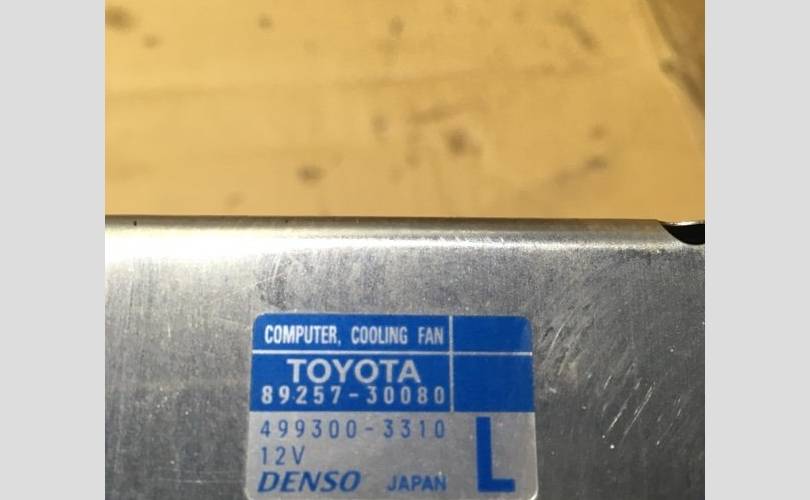 COMPUTER, COOLING FAN
TOYOTA
89257-30080
499300-3310
12V L
DENSO JAPAN